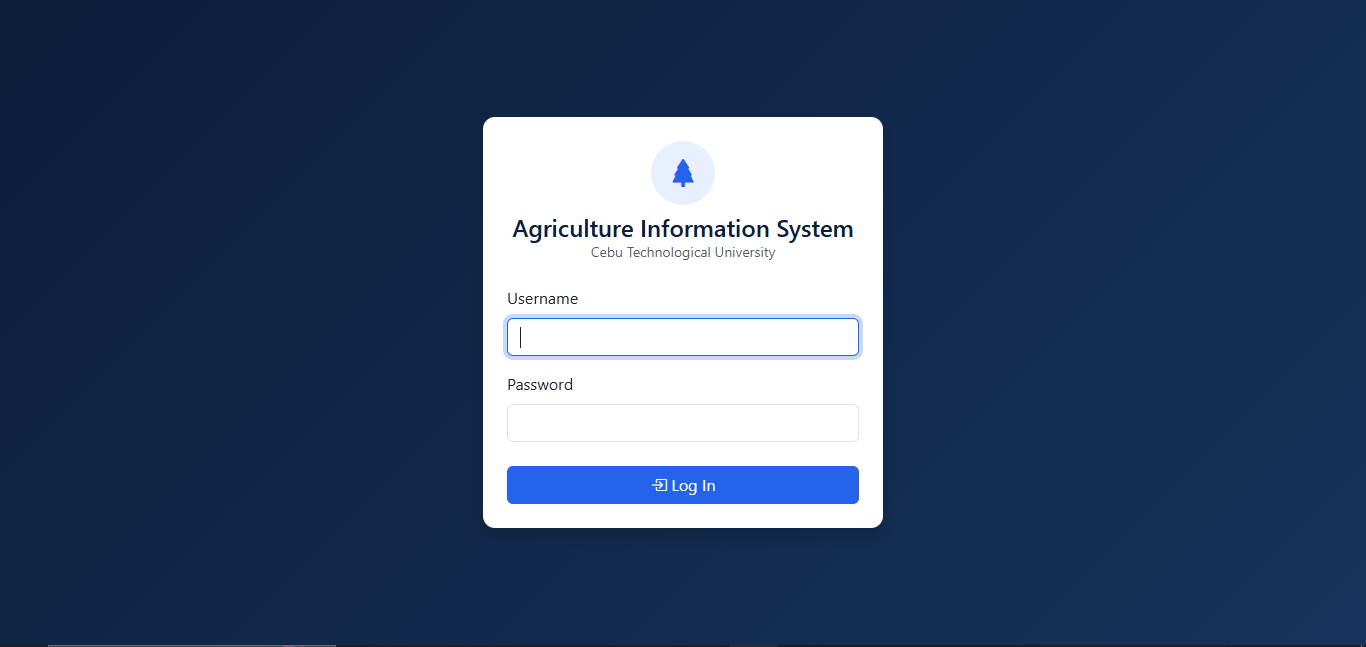 Agriculture Information System
Cebu Technological University
Username
Password
Log In